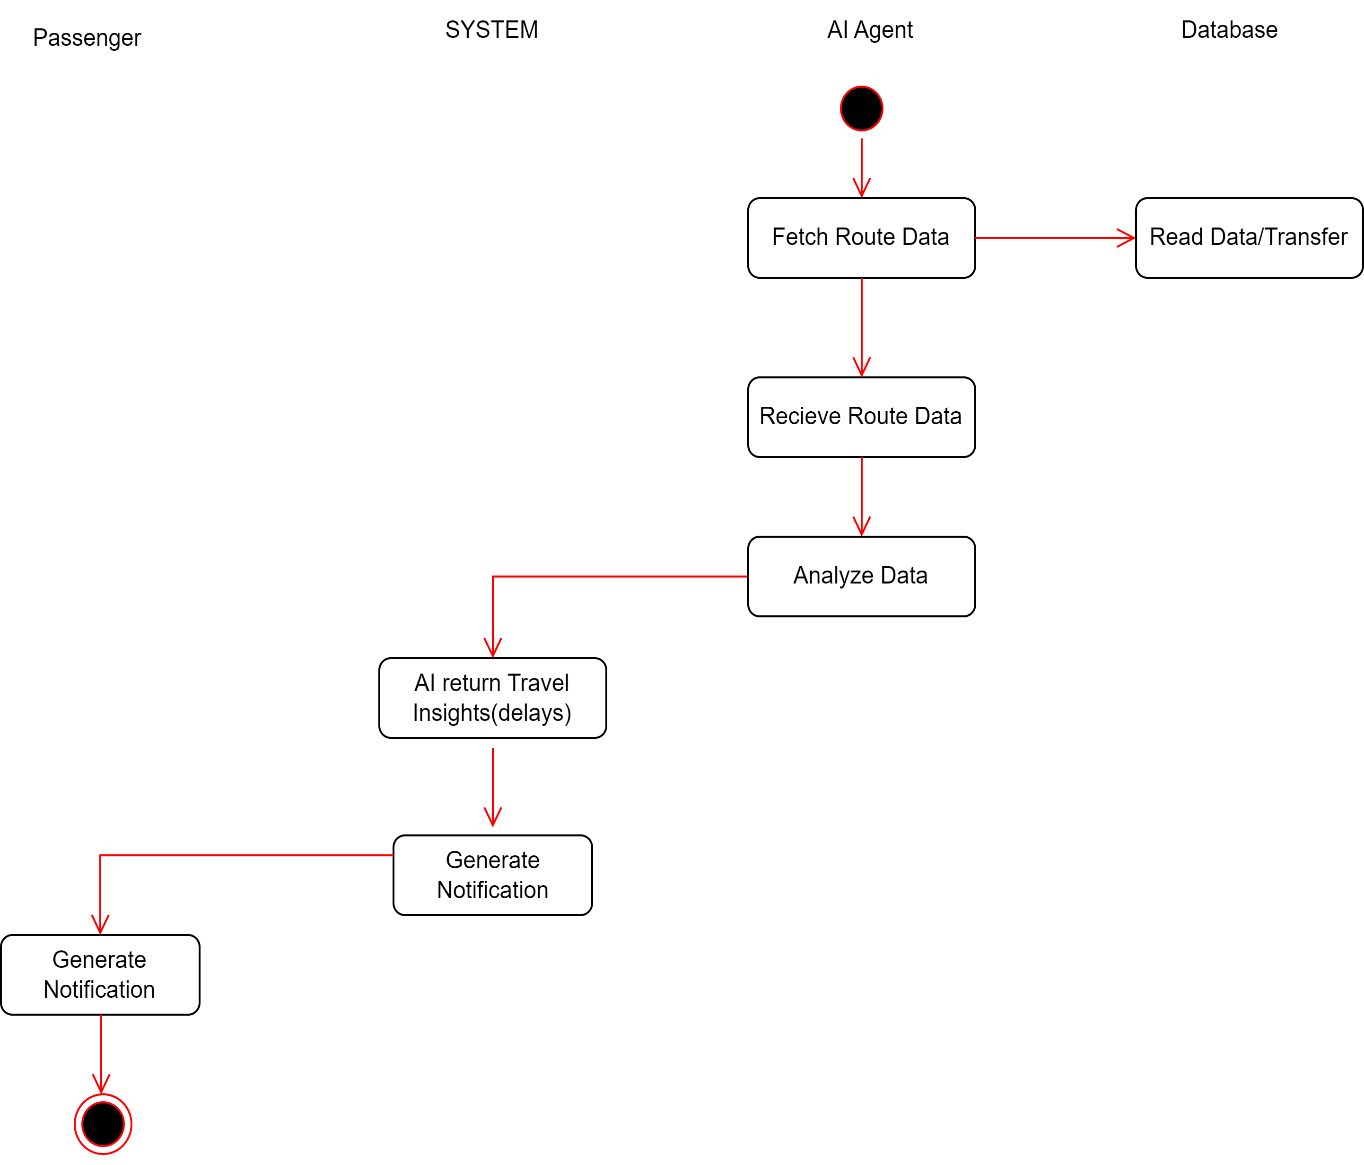 Passenger
SYSTEM
AI Agent
Database
Fetch Route Data
Read Data/Transfer
Recieve Route Data
Analyze Data
AI return Travel
Insights(delays)
Generate
Notification
Generate
Notification